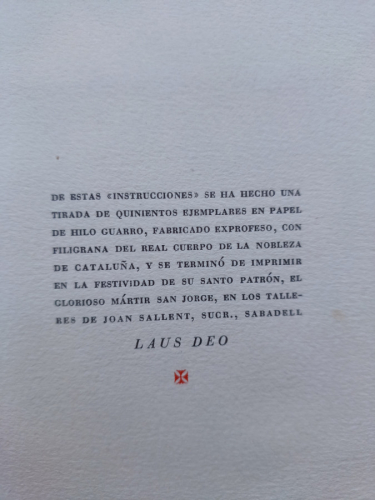 DE ESTAS «INSTRUCCIONES» SE HA HECHO UNA
TIRADA DE QUINIENTOS EJEMPLARES EN PAPEL
DE HILO GUARRO, FABRICADO EXPROFESO, CON
FILIGRANA DEL REAL CUERPO DE LA NOBLEZA
DE CATALUÑA, Y SE TERMINÓ DE IMPRIMIR
EN LA FESTIVIDAD DE SU SANTO PATRÓN, EL
GLORIOSO MÁRTIR SAN JORGE, EN LOS TALLE-
RES DE JOAN SALLENT, SUCR., SABADELL
LAUS DEO